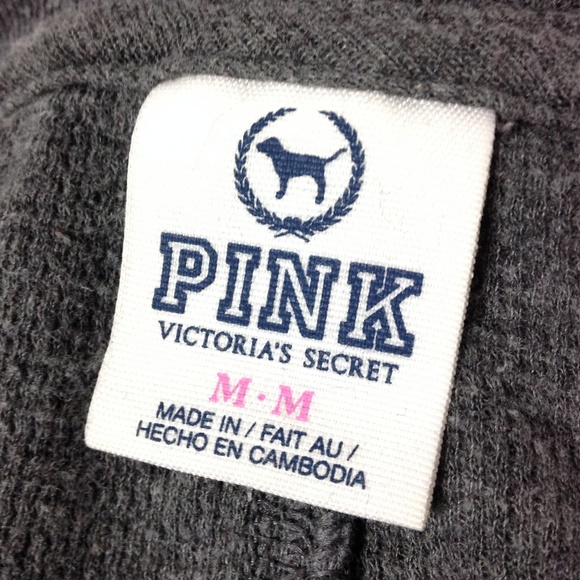 PINK
VICTORIA'S SECRET
M • M
MADE IN / FAIT AU /
HECHO EN CAMBODIA